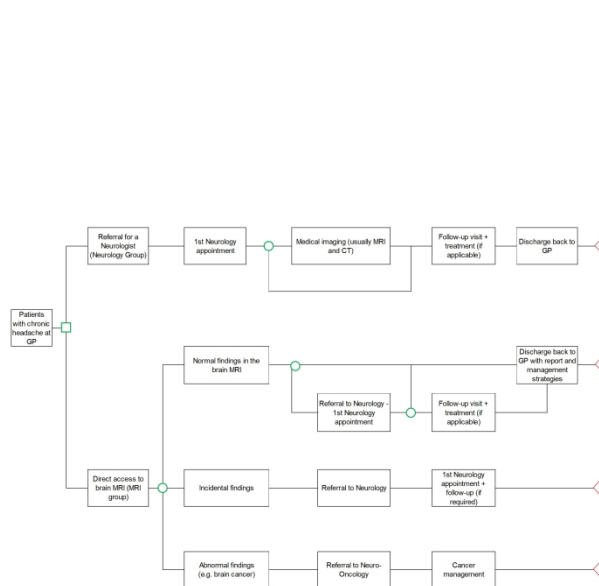 Referral for a
Neurologist
(Neurology Group)
1st Neurology
appointment
Medical imaging (usually MRI
and CT)
Follow-up visit +
treatment (if
applicable)
Discharge back to
GP
Patients
with chronic
headache at
GP
Normal findings in the
brain MRI
Discharge back to
GP with report and
management
strategies
Referral to Neurology -
1st Neurology
appointment
Follow-up visit +
treatment (if
applicable)
Direct access to
brain MRI (MRI
group)
Incidental findings
Referral to Neurology
1st Neurology
appointment +
follow-up (if
required)
Abnormal findings
(e.g. brain cancer)
Referral to Neuro-
Oncology
Cancer
management